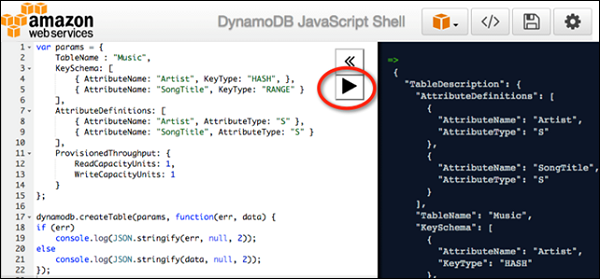 amazon
web services
DynamoDB JavaScript Shell
</>
1 var params = {
2 TableName : "Music",
3 KeySchema: [
4 { AttributeName: "Artist", KeyType: "HASH", },
5 { AttributeName: "SongTitle", KeyType: "RANGE" }
6 ],
7 AttributeDefinitions: [
8 { AttributeName: "Artist", AttributeType: "S" },
9 { AttributeName: "SongTitle", AttributeType: "S" }
10 ],
11 ProvisionedThroughput: {
12 ReadCapacityUnits: 1,
13 WriteCapacityUnits: 1
14 }
15 };
16
17 dynamodb.createTable(params, function(err, data) {
18 if (err)
19 console.log(JSON.stringify(err, null, 2));
20 else
21 console.log(JSON.stringify(data, null, 2));
22 });
«
=>
{
"TableDescription": {
"AttributeDefinitions": [
{
"AttributeName": "Artist",
"AttributeType": "S"
},
{
"AttributeName": "SongTitle",
"AttributeType": "S"
}
],
"TableName": "Music",
"KeySchema": [
{
"AttributeName": "Artist",
"KeyType": "HASH"